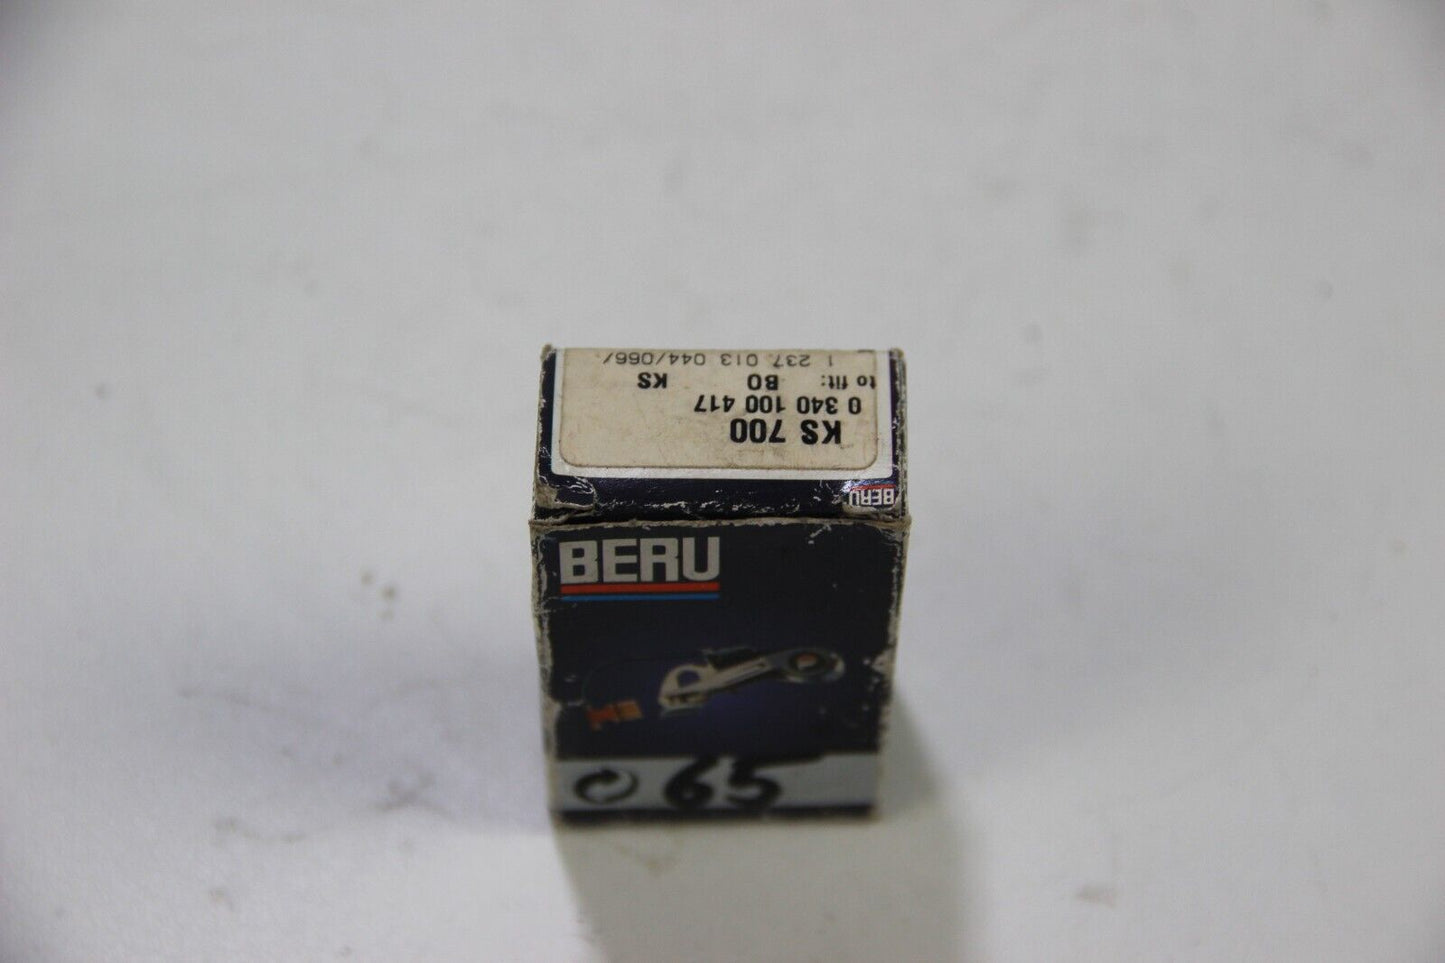 KS 700
0 340 100 417
to fit: BO KS
1 237 013 044/066/
BERU
BERU
65